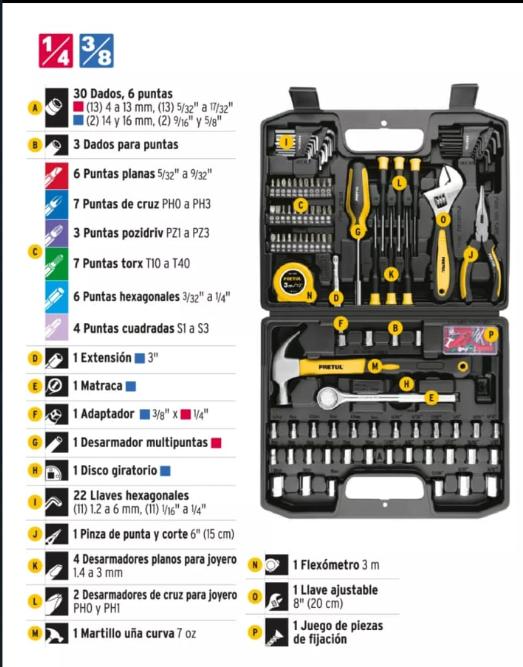 1/4 3/8
A 30 Dados, 6 puntas
(13) 4 a 13 mm, (13) 5/32" a 17/32"
(2) 14 y 16 mm, (2) 9/16" y 5/8"
B 3 Dados para puntas
C
6 Puntas planas 5/32" a 9/32"
7 Puntas de cruz PH0 a PH3
3 Puntas pozidriv PZ1 a PZ3
7 Puntas torx T10 a T40
6 Puntas hexagonales 3/32" a 1/4"
4 Puntas cuadradas S1 a S3
D 1 Extensión 3"
E 1 Matraca
F 1 Adaptador 3/8" x 1/4"
G 1 Desarmador multipuntas
H 1 Disco giratorio
I 22 Llaves hexagonales
(11) 1.2 a 6 mm, (11) 1/16" a 1/4"
J 1 Pinza de punta y corte 6" (15 cm)
K 4 Desarmadores planos para joyero
1.4 a 3 mm
L 2 Desarmadores de cruz para joyero
PH0 y PH1
M 1 Martillo uña curva 7 oz
N 1 Flexómetro 3 m
O 1 Llave ajustable
8" (20 cm)
P 1 Juego de piezas
de fijación
I
L
C
O
G
J
K
PRETUL
3m/10'
N
D
PRETUL
F
B
P
PRETUL
M
H
E
A